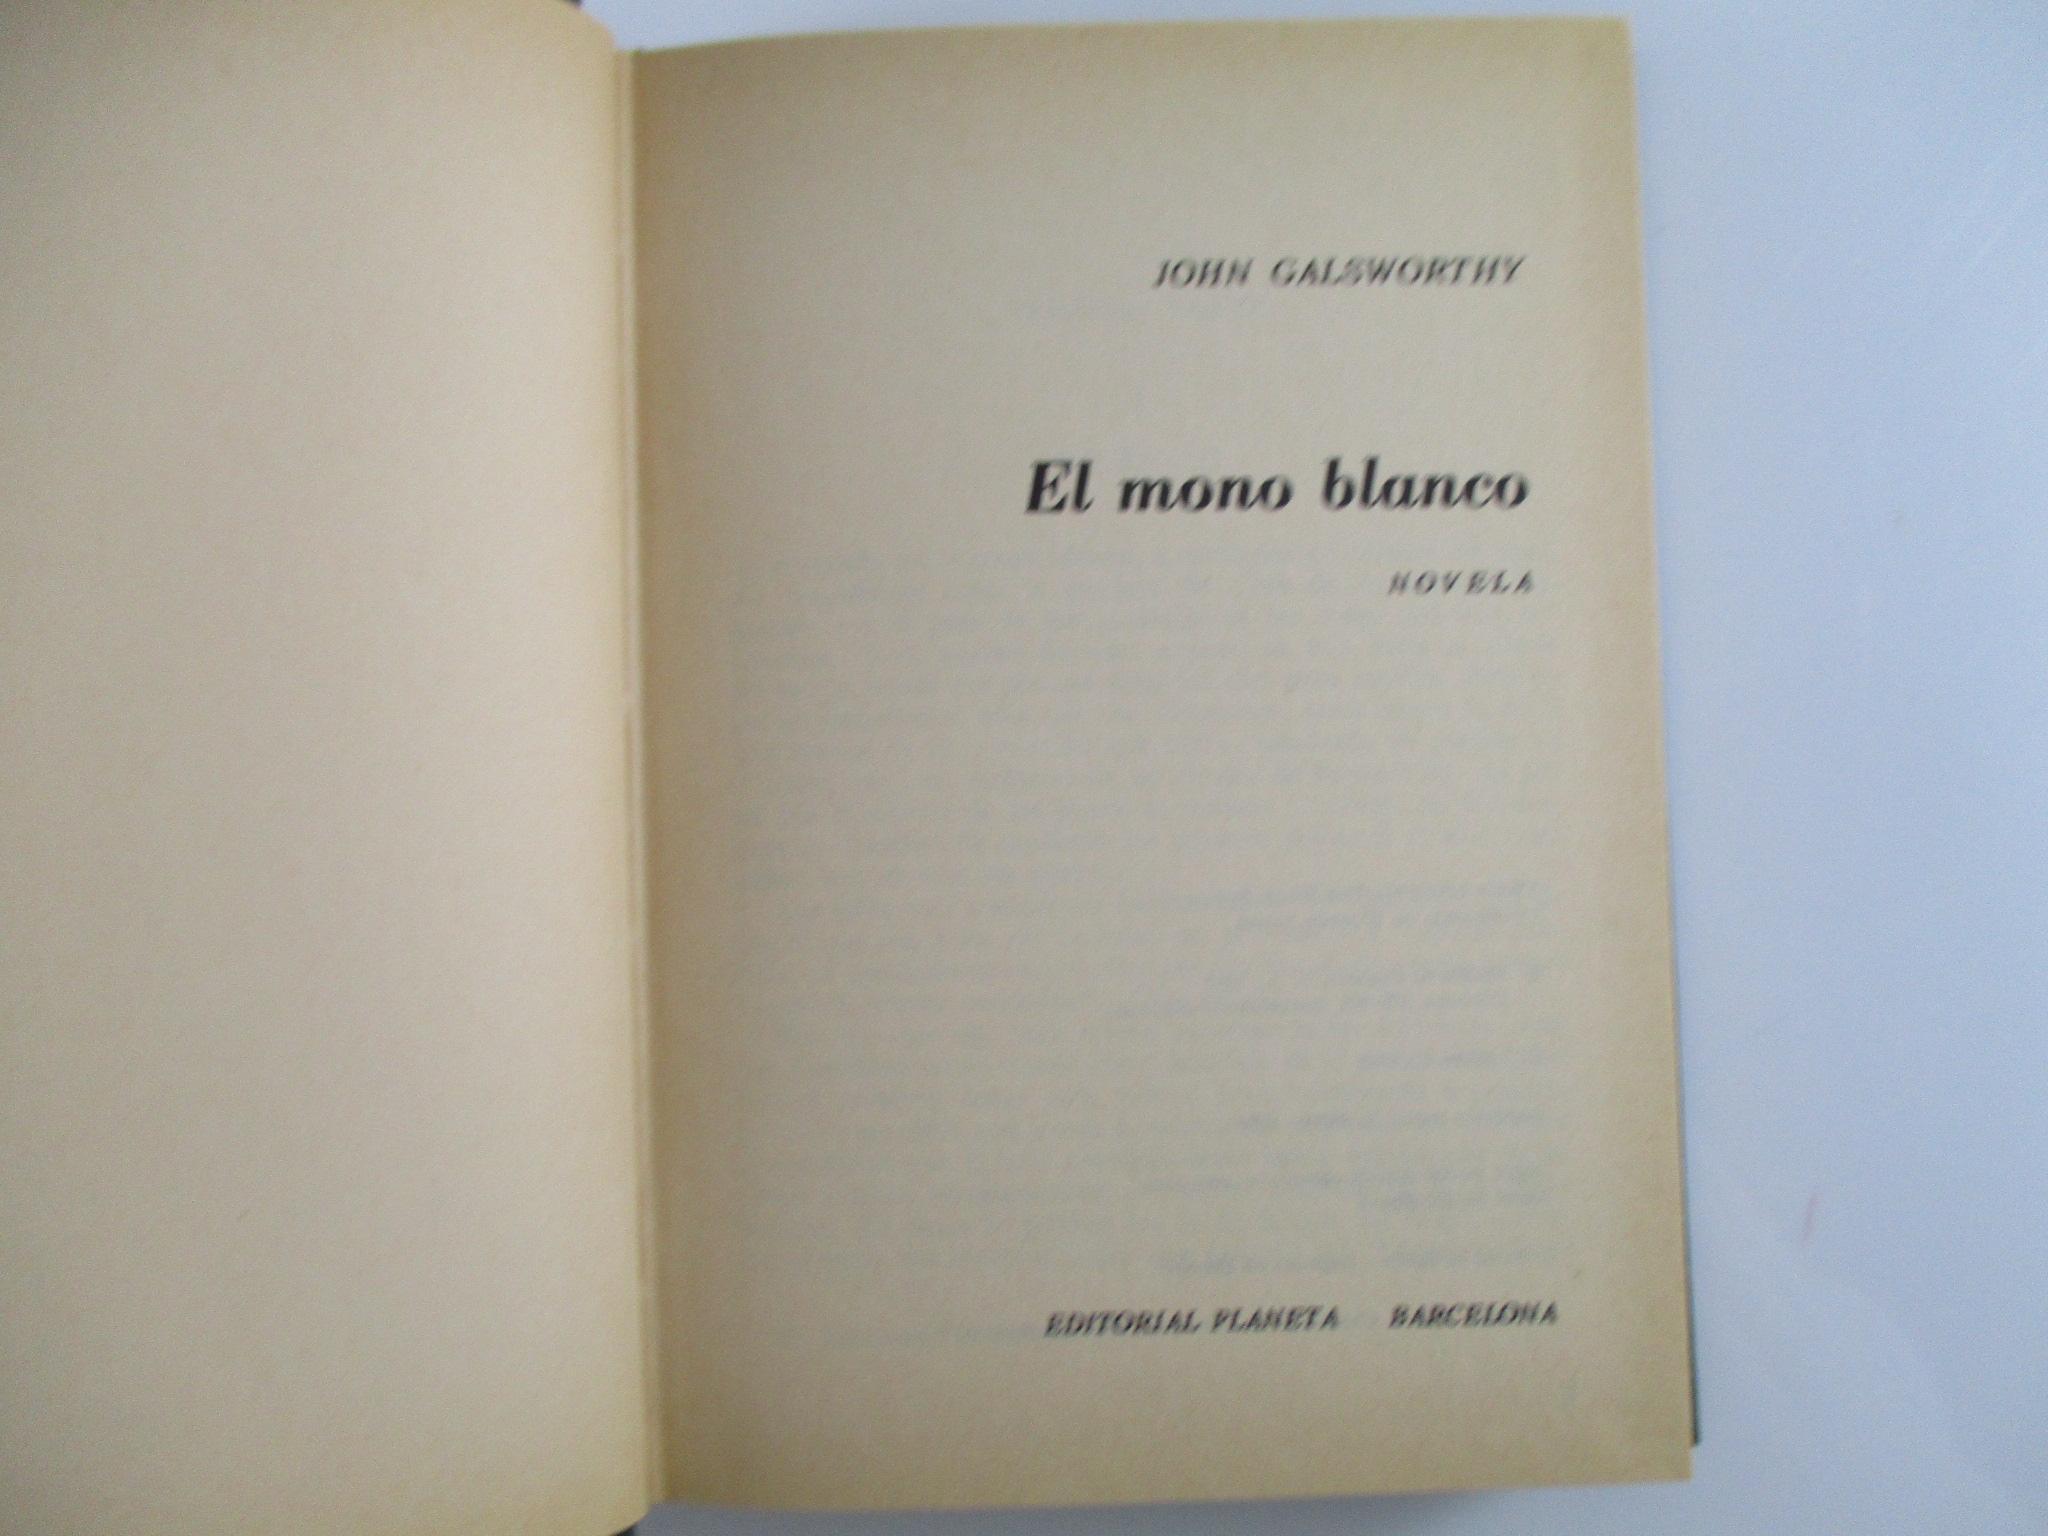 JOHN GALSWORTHY
El mono blanco
NOVELA
EDITORIAL PLANETA BARCELONA